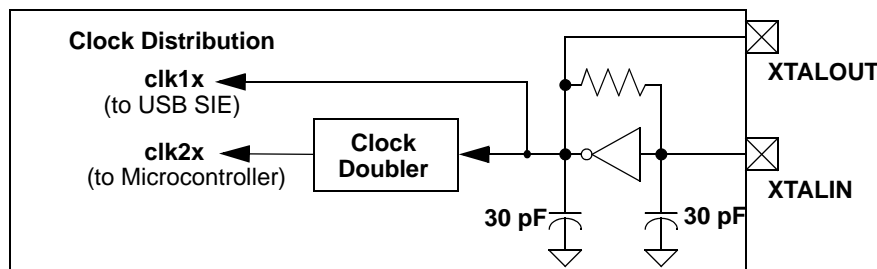 Clock Distribution
clk1x
(to USB SIE)
clk2x
(to Microcontroller)
Clock
Doubler
30 pF
30 pF
XTALOUT
XTALIN